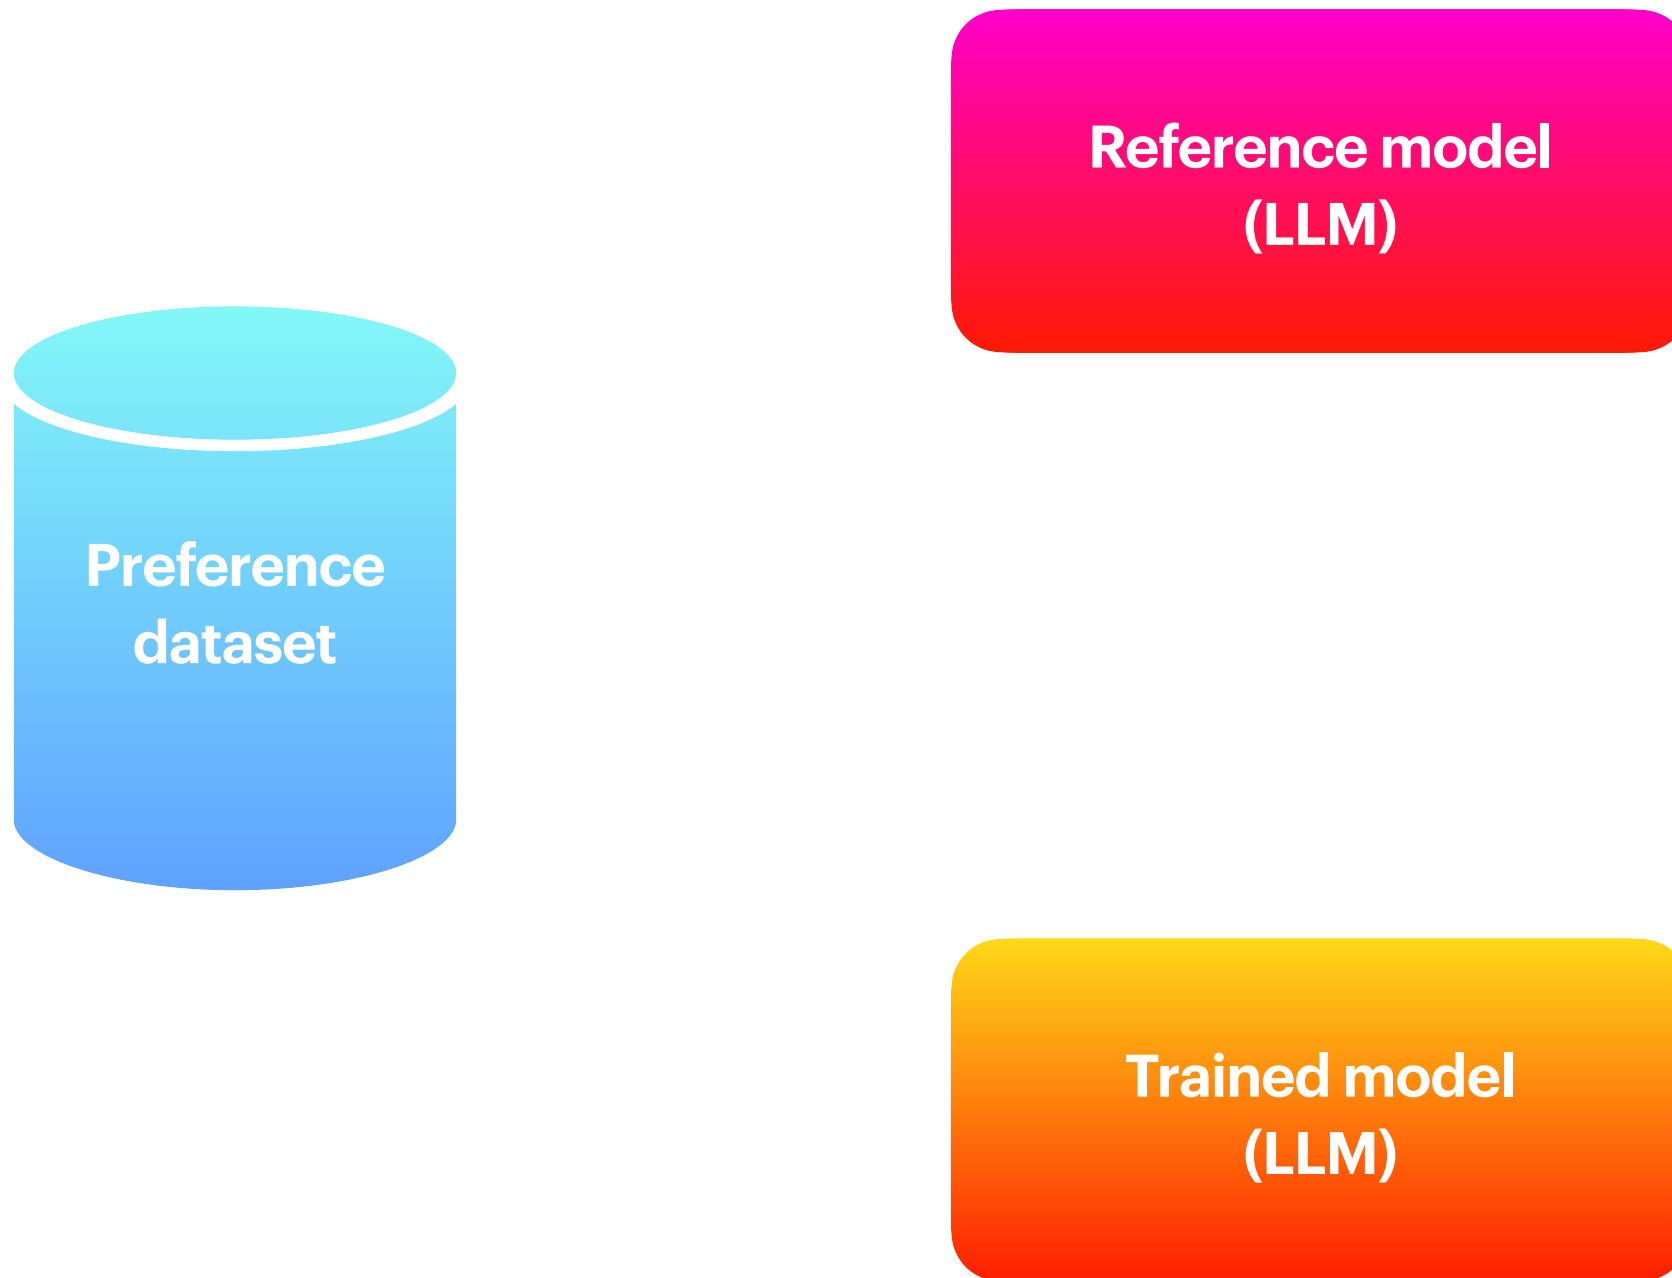 Reference model
(LLM)
Preference
dataset
Trained model
(LLM)